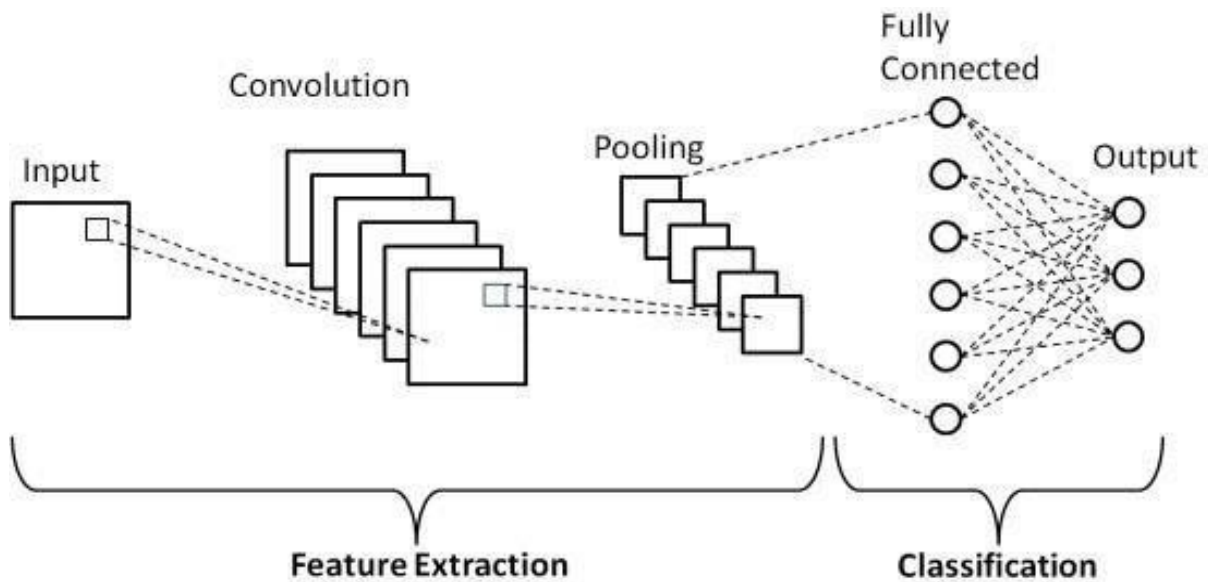 Input
Convolution
Pooling
Fully
Connected
Output
Feature Extraction
Classification